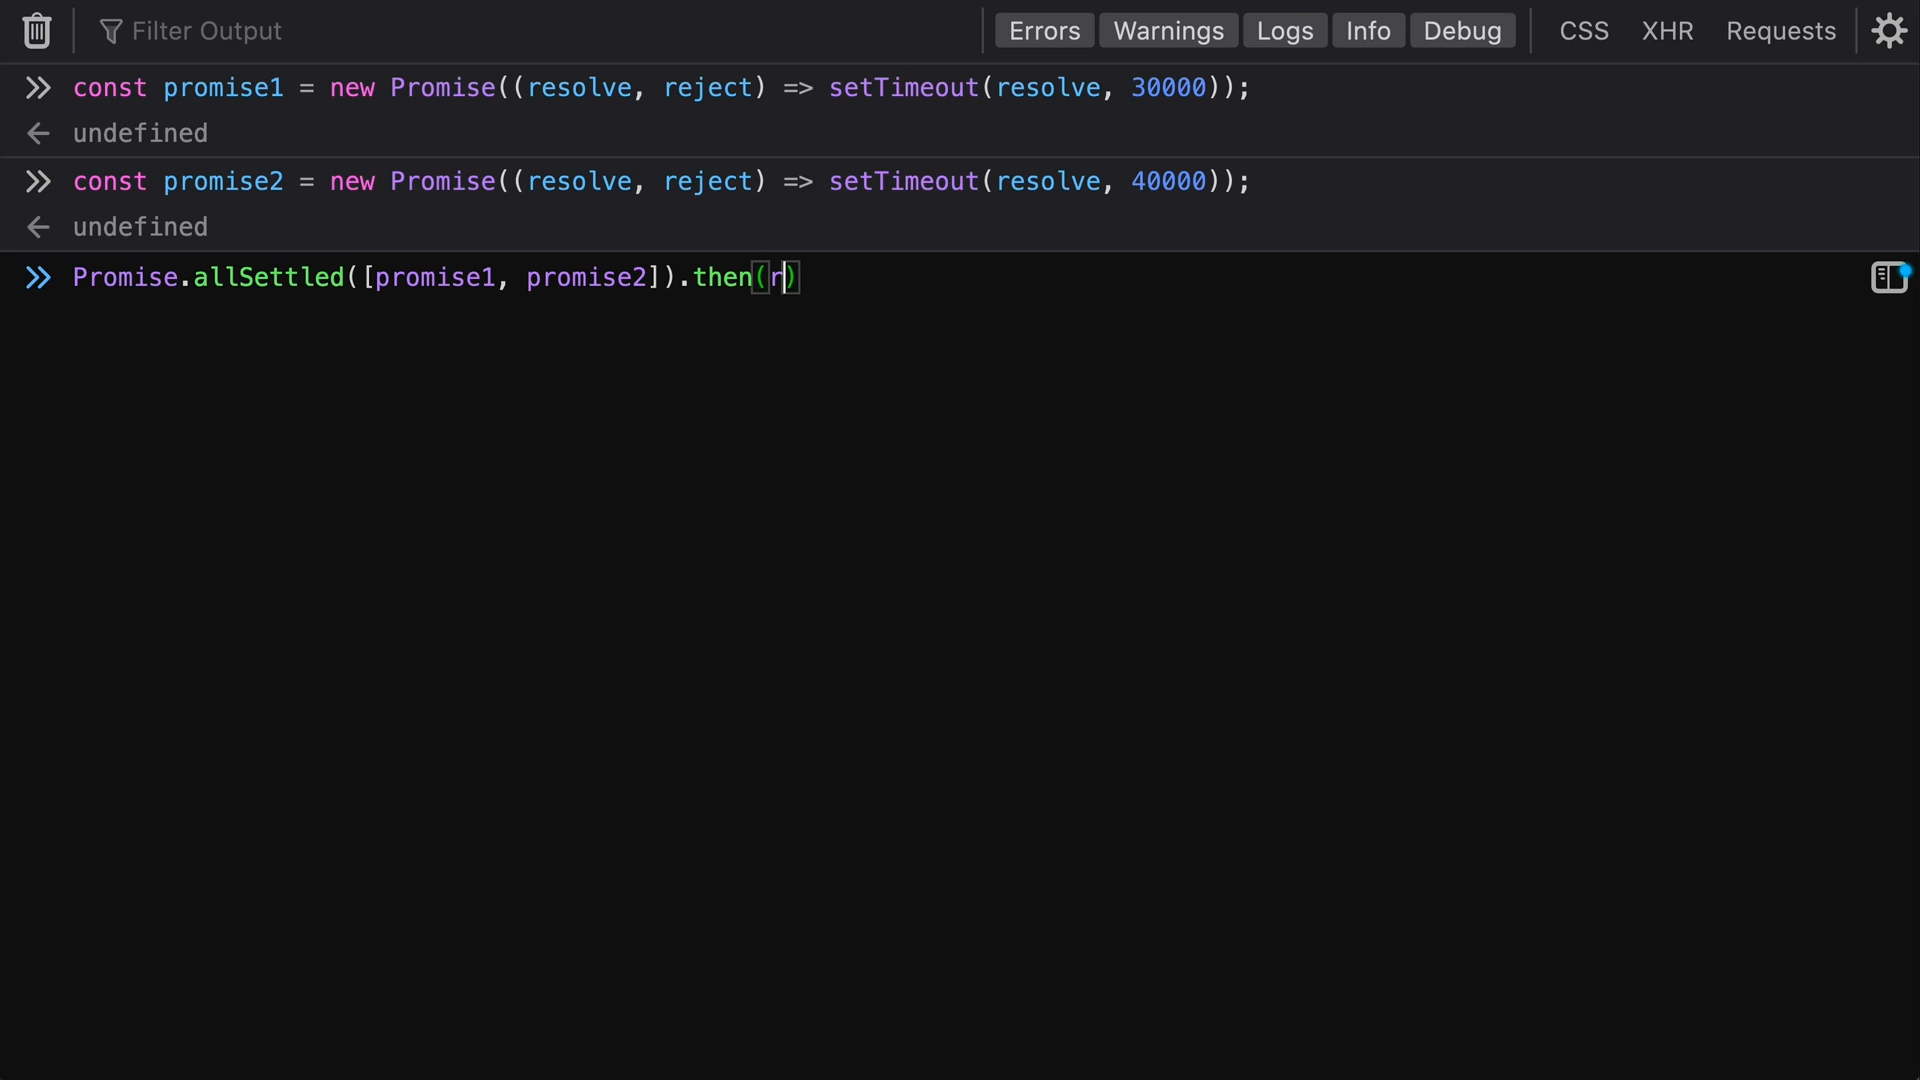 Filter Output Errors Warnings Logs Info Debug CSS XHR Requests
const promise1 = new Promise((resolve, reject) => setTimeout(resolve, 30000));
undefined
const promise2 = new Promise((resolve, reject) => setTimeout(resolve, 40000));
undefined
Promise.allSettled([promise1, promise2]).then(r)